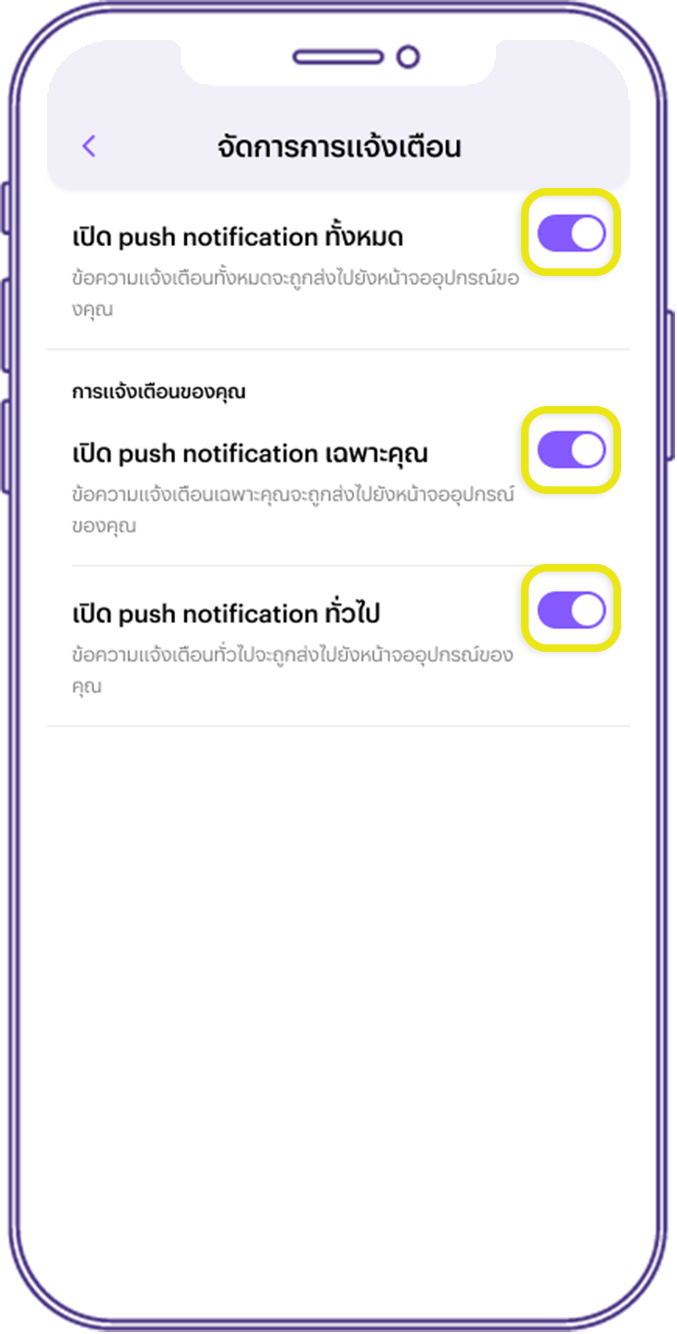 จัดการการแจ้งเตือน
เปิด push notification ทั้งหมด
ข้อความแจ้งเตือนทั้งหมดจะถูกส่งไปยังหน้าจออุปกรณ์ขอ
งคุณ
การแจ้งเตือนของคุณ
เปิด push notification เฉพาะคุณ
ข้อความแจ้งเตือนเฉพาะคุณจะถูกส่งไปยังหน้าจออุปกรณ์
ของคุณ
เปิด push notification ทั่วไป
ข้อความแจ้งเตือนทั่วไปจะถูกส่งไปยังหน้าจออุปกรณ์ของ
คุณ